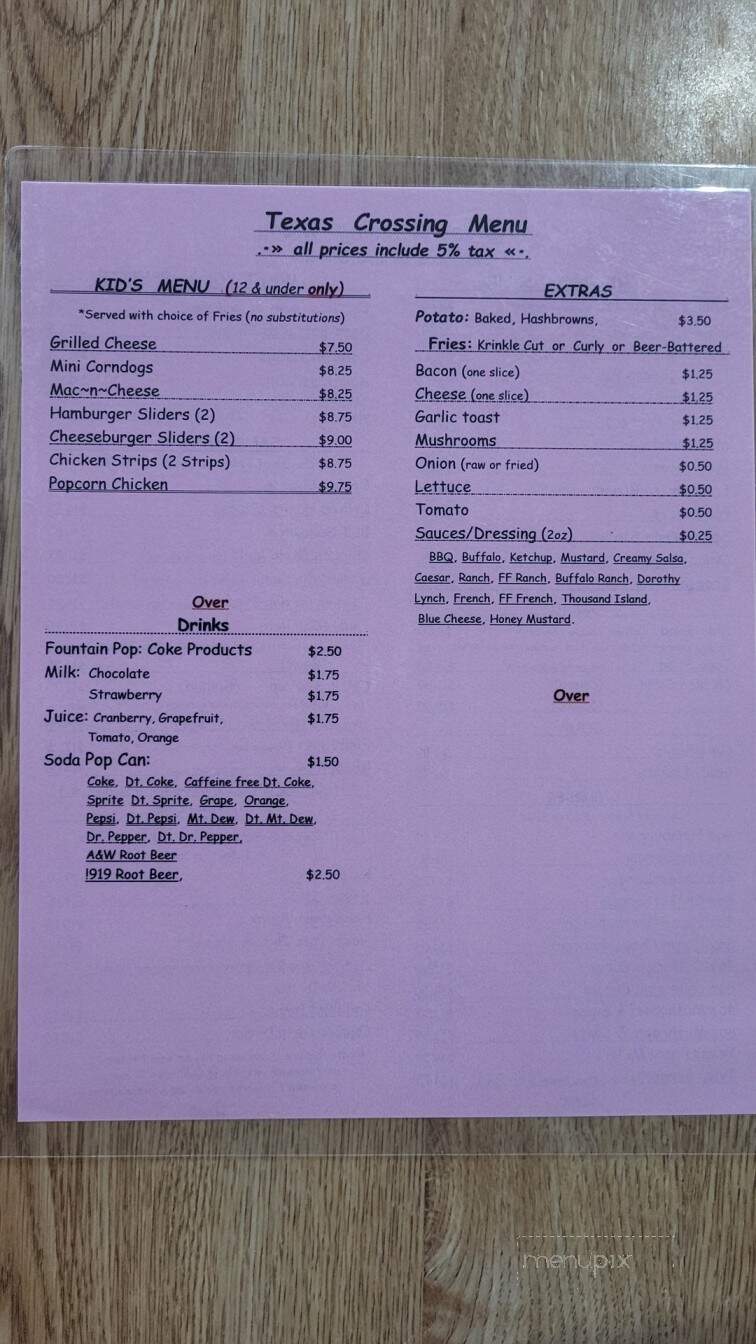 Texas Crossing Menu
.·» all prices include 5% tax «·.
KID'S MENU (12 & under only)
*Served with choice of Fries (no substitutions)
Grilled Cheese $7.50
Mini Corndogs $8.25
Mac~n~Cheese $8.25
Hamburger Sliders (2) $8.75
Cheeseburger Sliders (2) $9.00
Chicken Strips (2 Strips) $8.75
Popcorn Chicken $9.75
Over
Drinks
Fountain Pop: Coke Products $2.50
Milk: Chocolate $1.75
Strawberry $1.75
Juice: Cranberry, Grapefruit, $1.75
Tomato, Orange
Soda Pop Can: $1.50
Coke, Dt. Coke, Caffeine free Dt. Coke,
Sprite Dt. Sprite, Grape, Orange,
Pepsi, Dt. Pepsi, Mt. Dew, Dt. Mt. Dew,
Dr. Pepper, Dt. Dr. Pepper,
A&W Root Beer
1919 Root Beer, $2.50
EXTRAS
Potato: Baked, Hashbrowns, $3.50
Fries: Krinkle Cut or Curly or Beer-Battered
Bacon (one slice) $1.25
Cheese (one slice) $1.25
Garlic toast $1.25
Mushrooms $1.25
Onion (raw or fried) $0.50
Lettuce $0.50
Tomato $0.50
Sauces/Dressing (2oz) $0.25
BBQ, Buffalo, Ketchup, Mustard, Creamy Salsa,
Caesar, Ranch, FF Ranch, Buffalo Ranch, Dorothy
Lynch, French, FF French, Thousand Island,
Blue Cheese, Honey Mustard.
Over
menupix